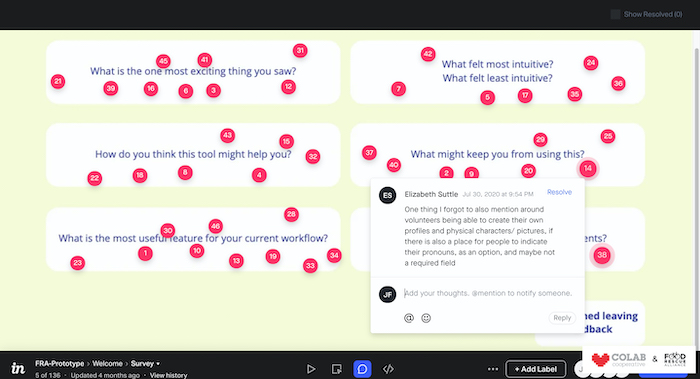 Show Resolved (0)
31
41
45
What is the one most exciting thing you saw?
21
39
16
6
3
12
42
What felt most intuitive?
24
What felt least intuitive?
7
5
17
35
36
43
15
How do you think this tool might help you?
32
22
18
8
4
25
29
37
What might keep you from using this?
40
2
9
20
14
28
46
30
What is the most useful feature for your current workflow?
23
1
10
13
19
33
34
ES
Elizabeth Suttle Jul 30, 2020 at 9:54 PM
Resolve
One thing I forgot to also mention around
volunteers being able to create their own
profiles and physical characters/ pictures, if
there is also a place for people to indicate
their pronouns, as an option, and maybe not
a required field
JF
Add your thoughts. @mention to notify someone.
@
Reply
ents?
38
ed leaving
dback
in
FRA-Prototype › Welcome › Survey
5 of 136 · Updated 4 months ago · View history
+ Add Label
J
COLAB
cooperative
&
FOOD
RESCUE
ALLIANCE